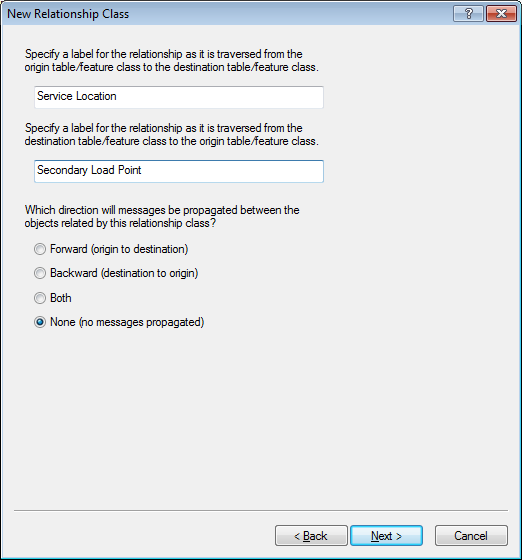 New Relationship Class
?
Specify a label for the relationship as it is traversed from the
origin table/feature class to the destination table/feature class.
Service Location
Specify a label for the relationship as it is traversed from the
destination table/feature class to the origin table/feature class.
Secondary Load Point
Which direction will messages be propagated between the
objects related by this relationship class?
Forward (origin to destination)
Backward (destination to origin)
Both
None (no messages propagated)
< Back Next > Cancel